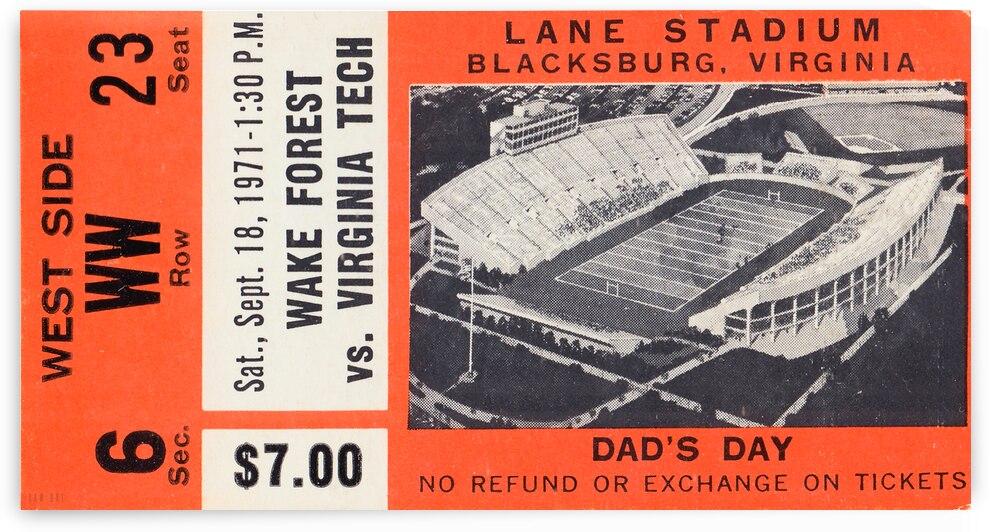 WEST SIDE
6 WW 23
Sec. Row Seat
Sat., Sept. 18, 1971-1:30 P.M.
WAKE FOREST
vs. VIRGINIA TECH
$7.00
LANE STADIUM
BLACKSBURG, VIRGINIA
DAD'S DAY
NO REFUND OR EXCHANGE ON TICKETS